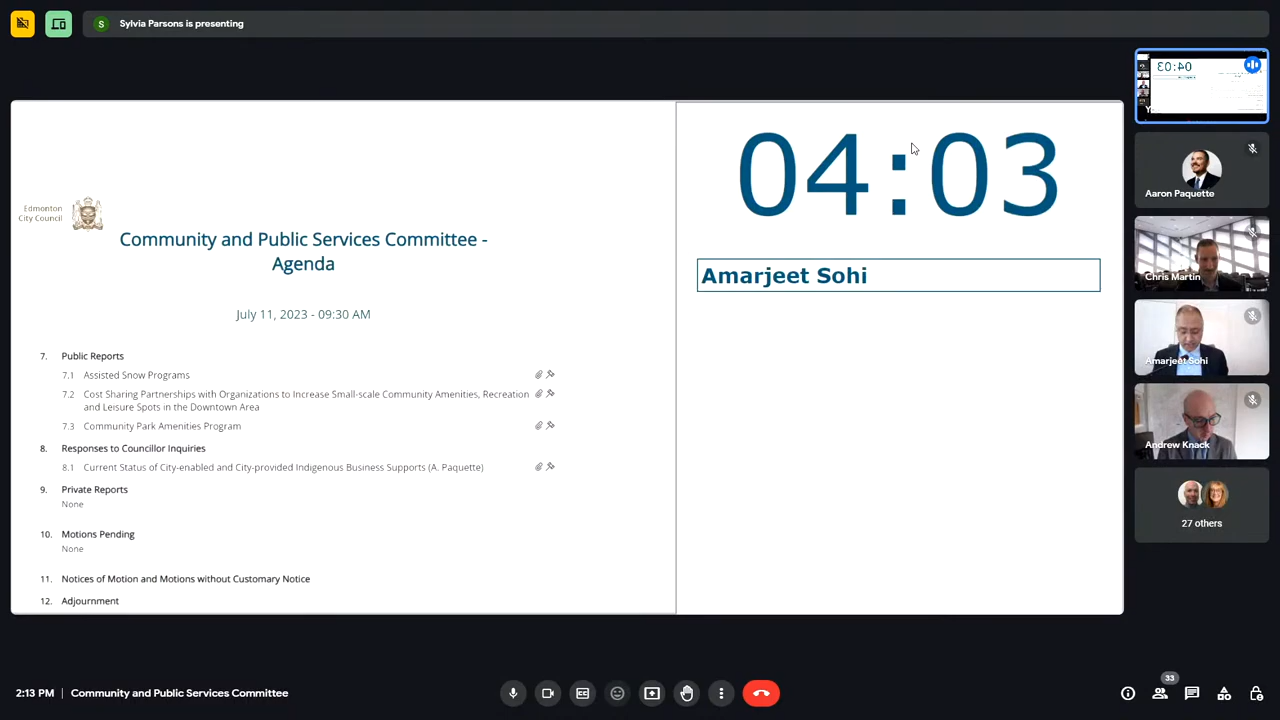 Sylvia Parsons is presenting
S
Edmonton
City Council
Community and Public Services Committee -
Agenda
July 11, 2023 - 09:30 AM
7. Public Reports
7.1 Assisted Snow Programs
7.2 Cost Sharing Partnerships with Organizations to Increase Small-scale Community Amenities, Recreation
and Leisure Spots in the Downtown Area
7.3 Community Park Amenities Program
8. Responses to Councillor Inquiries
8.1 Current Status of City-enabled and City-provided Indigenous Business Supports (A. Paquette)
9. Private Reports
None
10. Motions Pending
None
11. Notices of Motion and Motions without Customary Notice
12. Adjournment
04:03
Amarjeet Sohi
04:03
Aaron Paquette
Chris Martin
Amarjeet Sohi
Andrew Knack
27 others
2:13 PM | Community and Public Services Committee
33